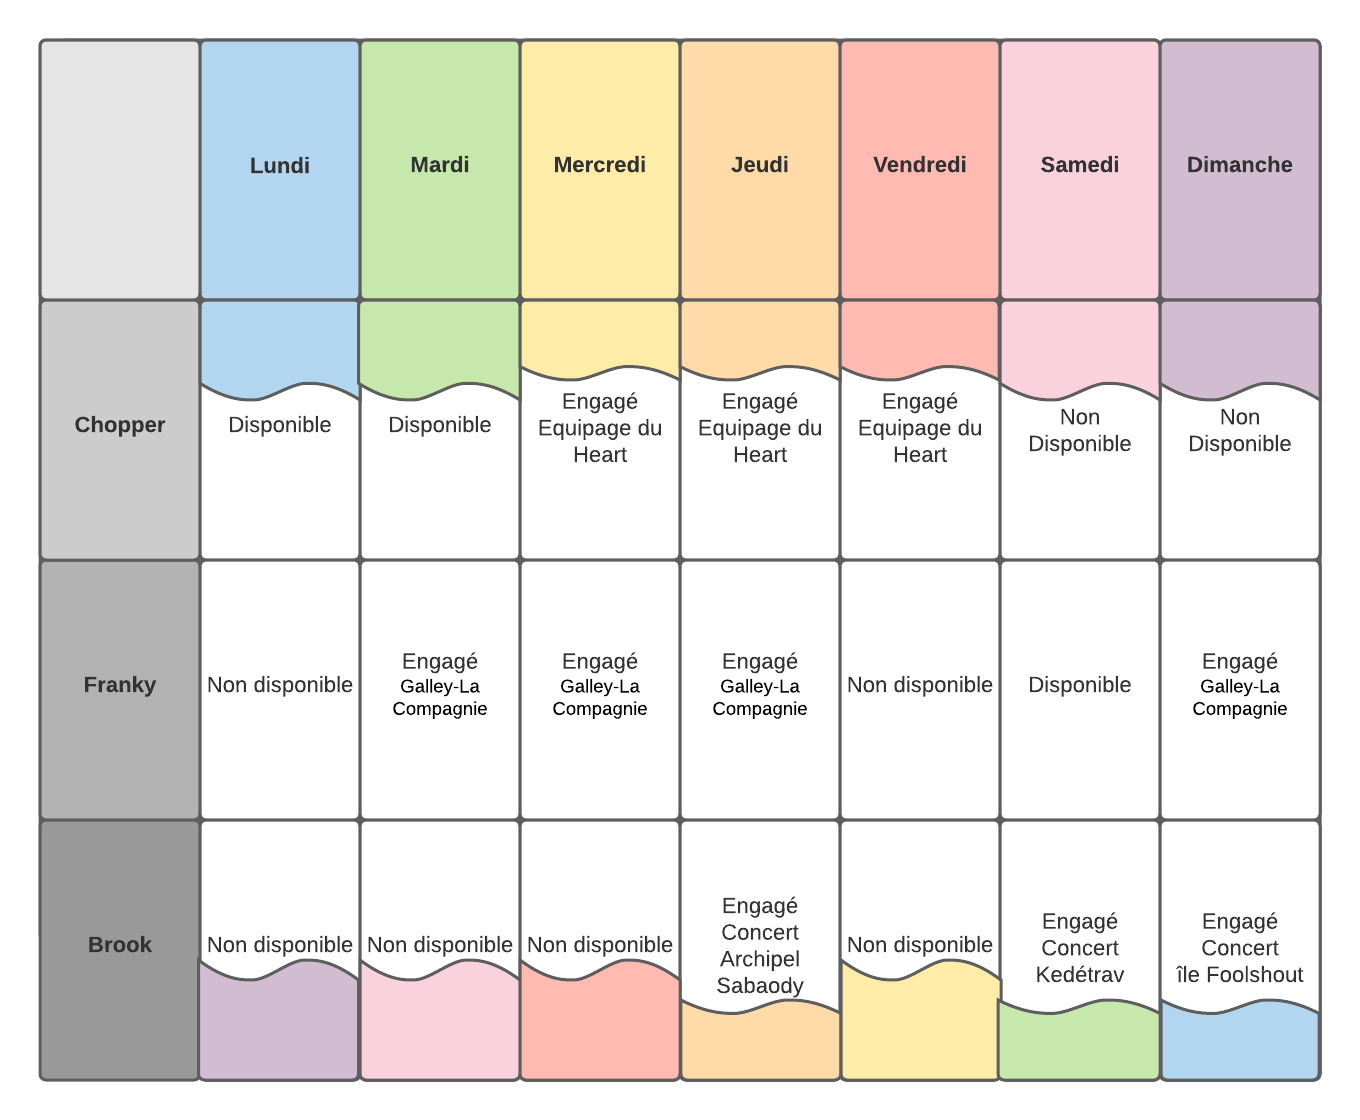 Lundi
Mardi
Mercredi
Jeudi
Vendredi
Samedi
Dimanche
Chopper
Disponible
Disponible
Engagé
Equipage du
Heart
Engagé
Equipage du
Heart
Engagé
Equipage du
Heart
Non
Disponible
Non
Disponible
Franky
Non disponible
Engagé
Galley-La
Compagnie
Engagé
Galley-La
Compagnie
Engagé
Galley-La
Compagnie
Non disponible
Disponible
Engagé
Galley-La
Compagnie
Brook
Non disponible
Non disponible
Non disponible
Engagé
Concert
Archipel
Sabaody
Non disponible
Engagé
Concert
Kedétrav
Engagé
Concert
île Foolshout